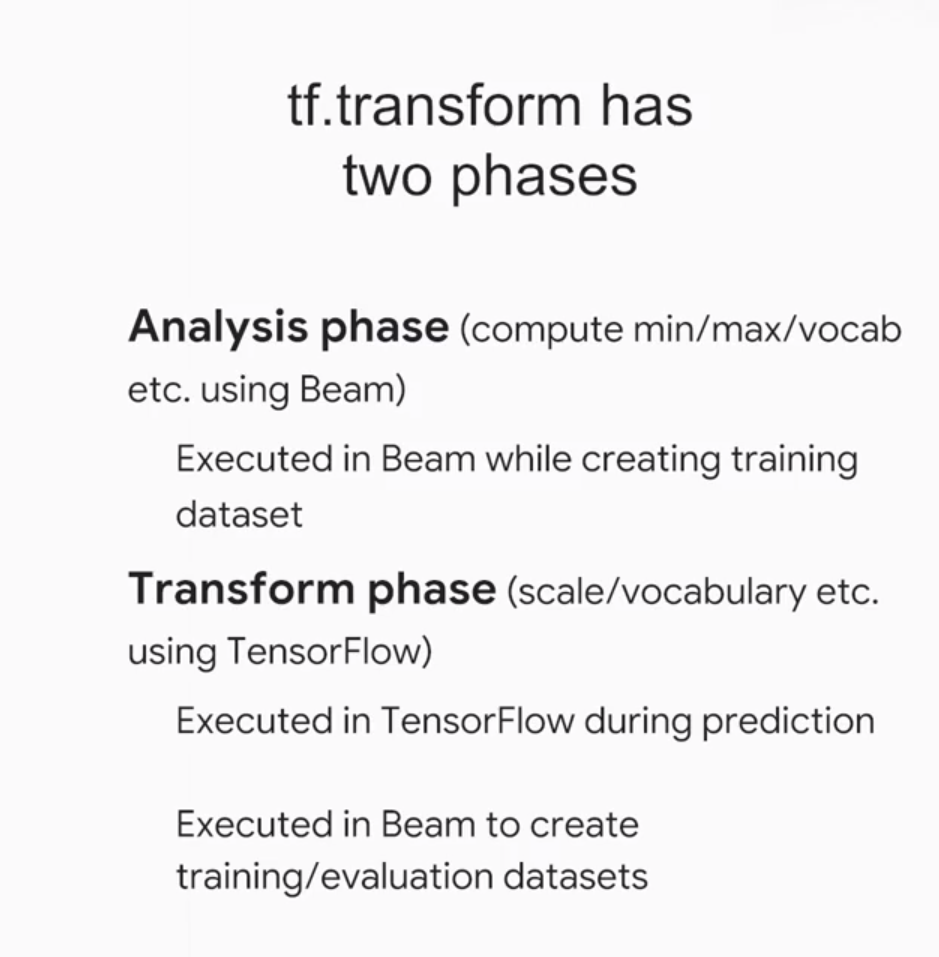 tf.transform has
two phases
Analysis phase (compute min/max/vocab
etc. using Beam)
Executed in Beam while creating training
dataset
Transform phase (scale/vocabulary etc.
using TensorFlow)
Executed in TensorFlow during prediction
Executed in Beam to create
training/evaluation datasets